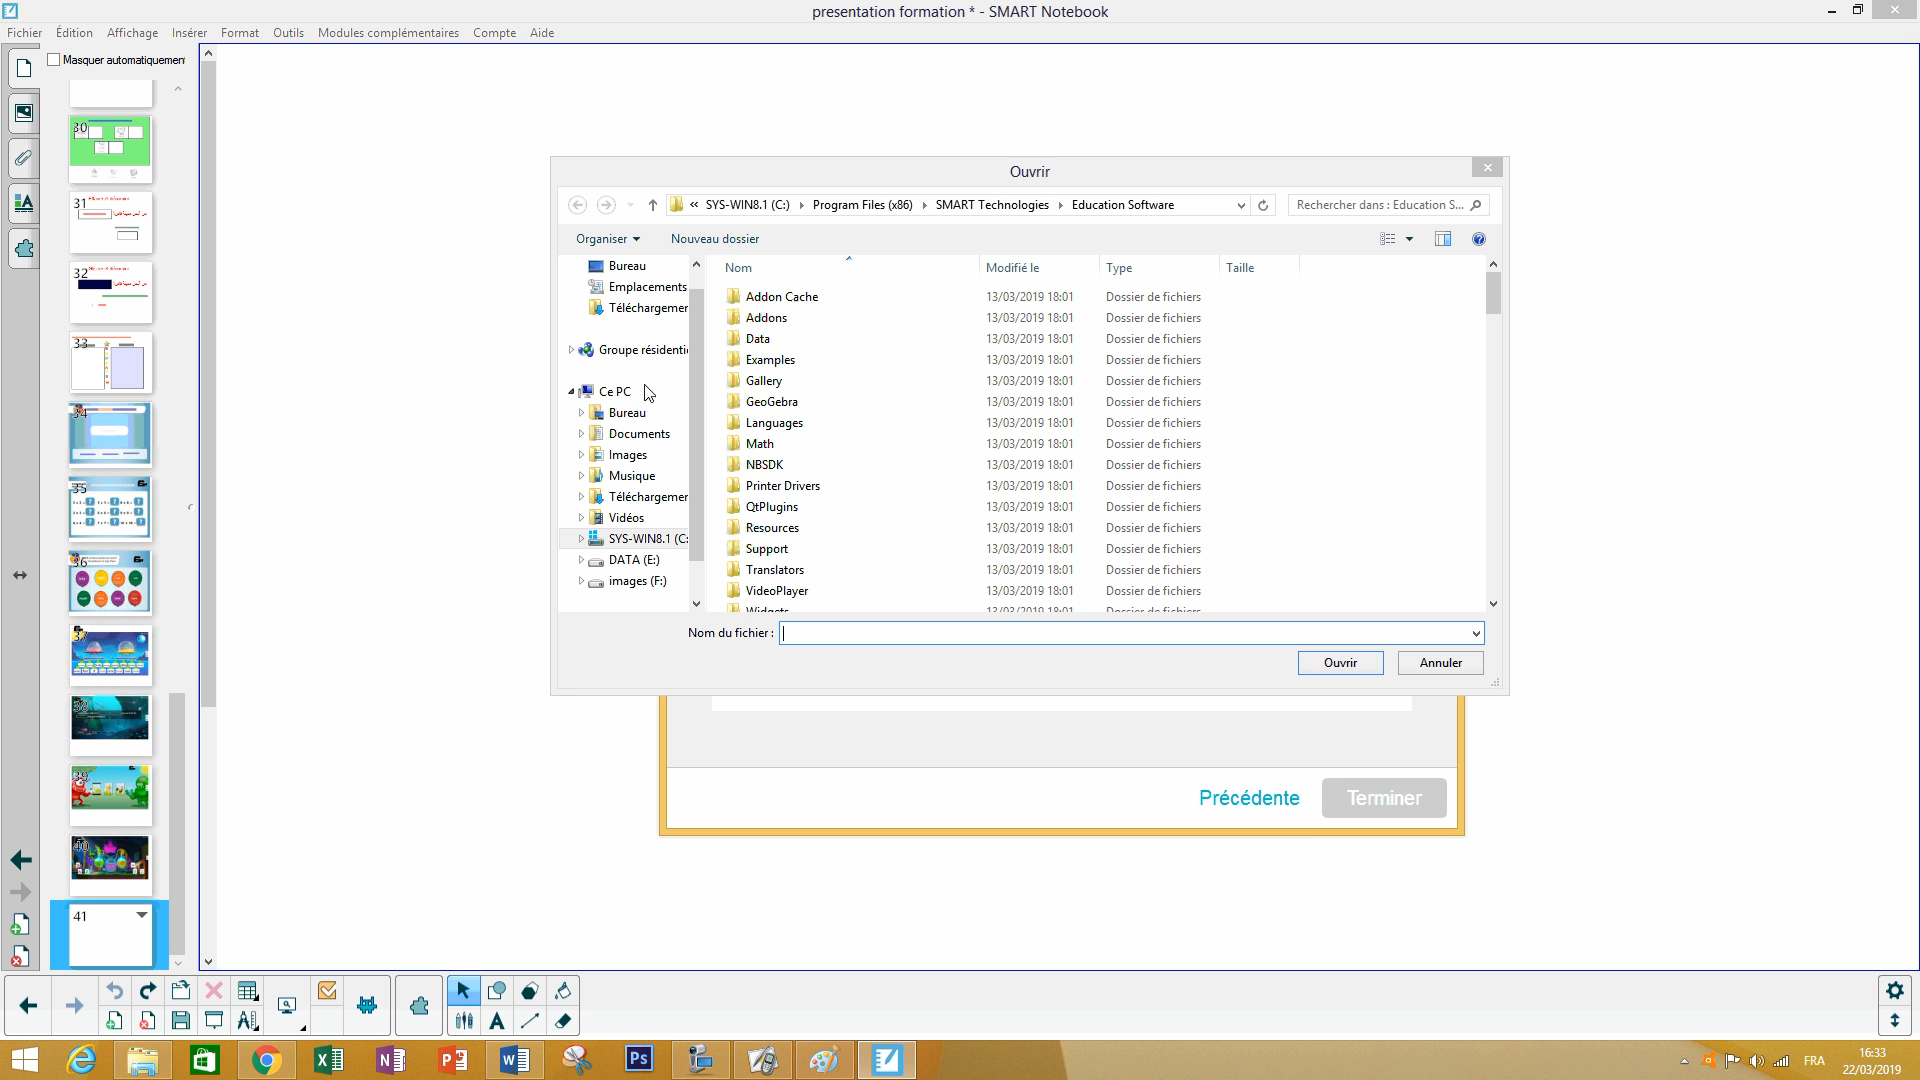 presentation formation * - SMART Notebook
Fichier Édition Affichage Insérer Format Outils Modules complémentaires Compte Aide
Masquer automatiquement
30
31
32
33
34
35
36
37
38
39
40
41
Ouvrir
« SYS-WIN8.1 (C:) Program Files (x86) SMART Technologies Education Software
Rechercher dans : Education S...
Organiser Nouveau dossier
Bureau
Emplacements
Téléchargemer
Groupe résidentie
Ce PC
Bureau
Documents
Images
Musique
Téléchargemer
Vidéos
SYS-WIN8.1 (C:
DATA (E:)
images (F:)
Nom Modifié le Type Taille
Addon Cache 13/03/2019 18:01 Dossier de fichiers
Addons 13/03/2019 18:01 Dossier de fichiers
Data 13/03/2019 18:01 Dossier de fichiers
Examples 13/03/2019 18:01 Dossier de fichiers
Gallery 13/03/2019 18:01 Dossier de fichiers
GeoGebra 13/03/2019 18:01 Dossier de fichiers
Languages 13/03/2019 18:01 Dossier de fichiers
Math 13/03/2019 18:01 Dossier de fichiers
NBSDK 13/03/2019 18:01 Dossier de fichiers
Printer Drivers 13/03/2019 18:01 Dossier de fichiers
QtPlugins 13/03/2019 18:01 Dossier de fichiers
Resources 13/03/2019 18:01 Dossier de fichiers
Support 13/03/2019 18:01 Dossier de fichiers
Translators 13/03/2019 18:01 Dossier de fichiers
VideoPlayer 13/03/2019 18:01 Dossier de fichiers
Widgets 13/03/2019 18:01 Dossier de fichiers
Nom du fichier :
Ouvrir Annuler
Précédente Terminer
FRA
16:33
22/03/2019